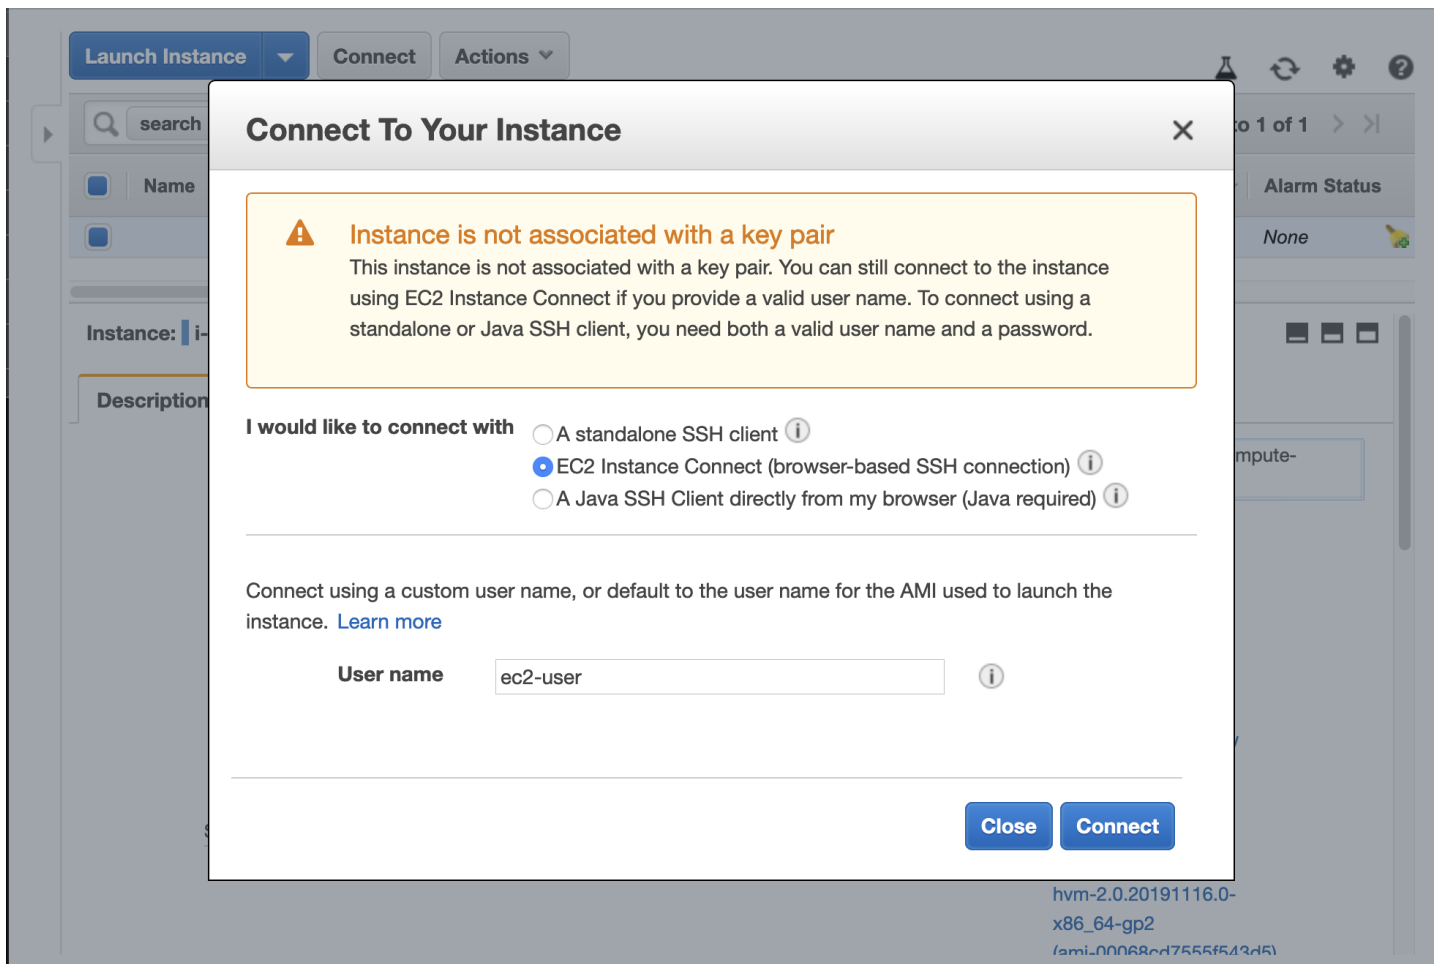 Launch Instance
Connect
Actions
search
to 1 of 1
Name
Alarm Status
None
Instance:
i-
Description
mpute-
Connect To Your Instance
Instance is not associated with a key pair
This instance is not associated with a key pair. You can still connect to the instance
using EC2 Instance Connect if you provide a valid user name. To connect using a
standalone or Java SSH client, you need both a valid user name and a password.
I would like to connect with
A standalone SSH client
EC2 Instance Connect (browser-based SSH connection)
A Java SSH Client directly from my browser (Java required)
Connect using a custom user name, or default to the user name for the AMI used to launch the
instance. Learn more
User name
ec2-user
Close
Connect
hvm-2.0.20191116.0-
x86_64-gp2
(ami-00068cd7555f543d5)